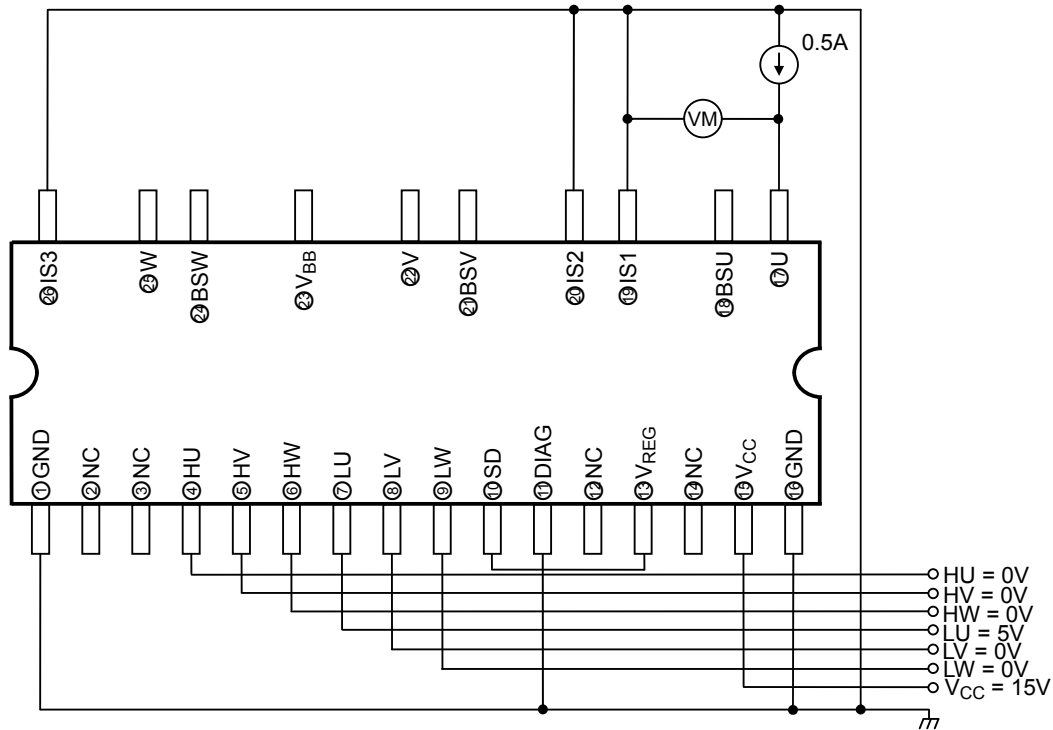 0.5A
VM
㉖IS3
㉕W
㉔BSW
㉓VBB
㉒V
㉑BSV
⑳IS2
⑲IS1
⑱BSU
⑰U
①GND
②NC
③NC
④HU
⑤HV
⑥HW
⑦LU
⑧LV
⑨LW
⑩SD
⑪DIAG
⑫NC
⑬VREG
⑭NC
⑮VCC
⑯GND
HU = 0V
HV = 0V
HW = 0V
LU = 5V
LV = 0V
LW = 0V
VCC = 15V